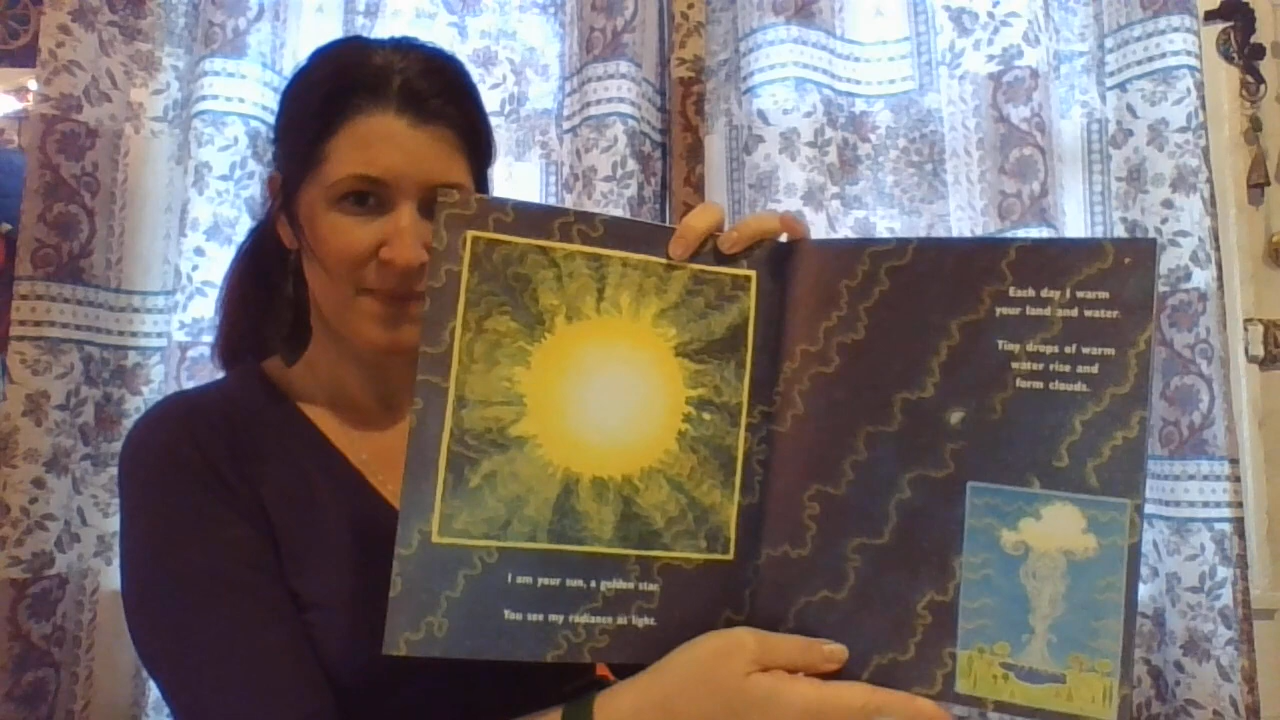 I am your sun, a golden star.
You see my radiance as light.
Each day I warm
your land and water.
Tiny drops of warm
water rise and
form clouds.